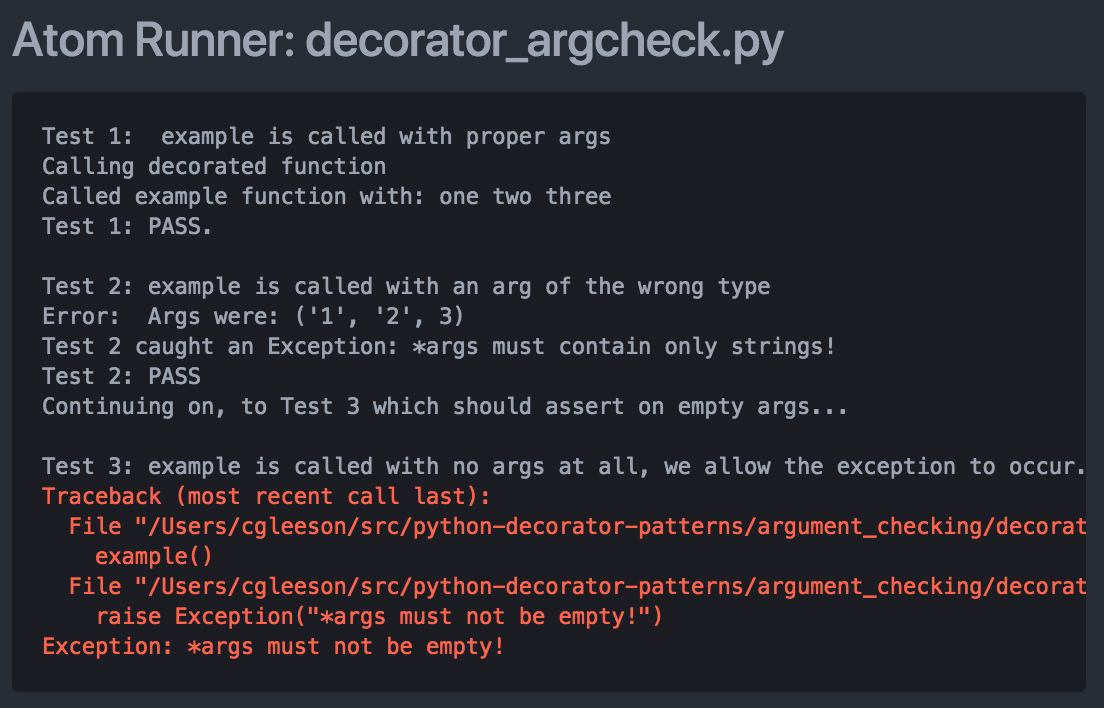 Atom Runner: decorator_argcheck.py
Test 1:  example is called with proper args
Calling decorated function
Called example function with: one two three
Test 1: PASS.
Test 2: example is called with an arg of the wrong type
Error:  Args were: ('1', '2', 3)
Test 2 caught an Exception: *args must contain only strings!
Test 2: PASS
Continuing on, to Test 3 which should assert on empty args...
Test 3: example is called with no args at all, we allow the exception to occur.
Traceback (most recent call last):
  File "/Users/cgleeson/src/python-decorator-patterns/argument_checking/decorat
    example()
  File "/Users/cgleeson/src/python-decorator-patterns/argument_checking/decorat
    raise Exception("*args must not be empty!")
Exception: *args must not be empty!